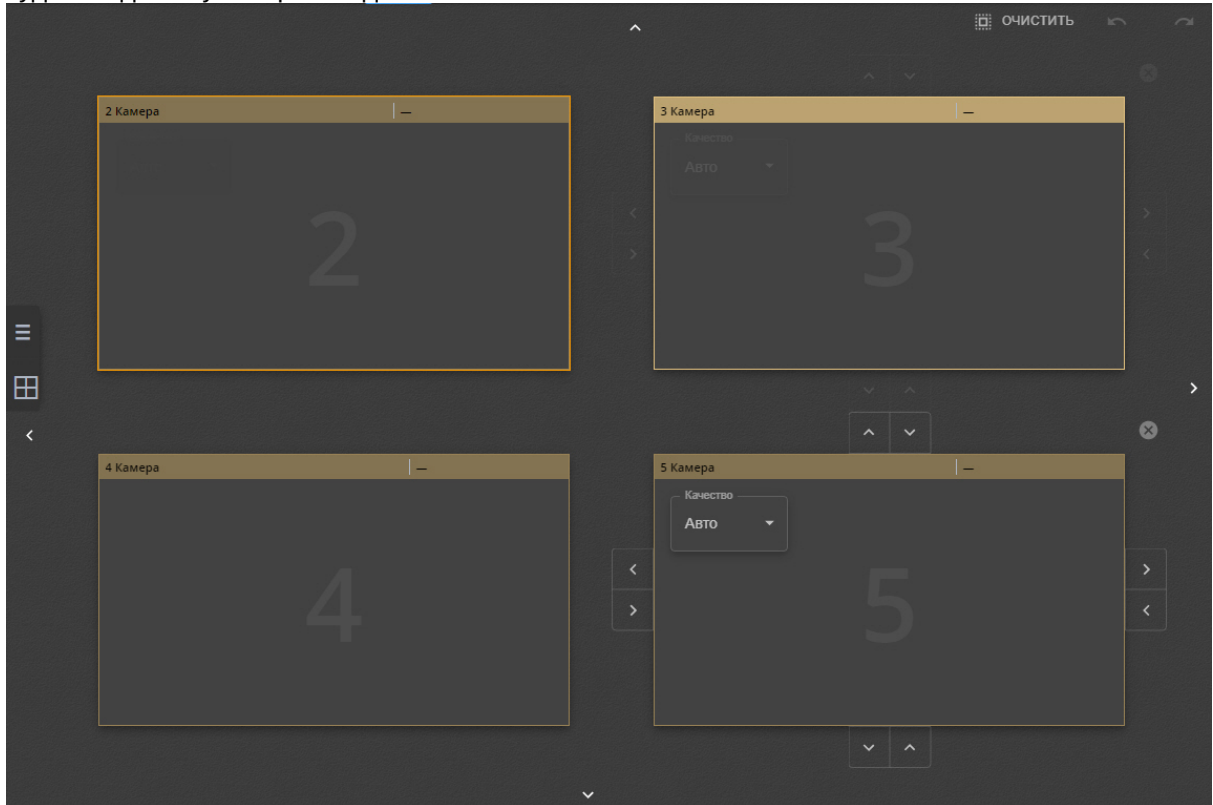 ОЧИСТИТЬ
2 Камера —
3 Камера —
Качество
Авто
2
3
4 Камера —
5 Камера —
Качество
Авто
4
5